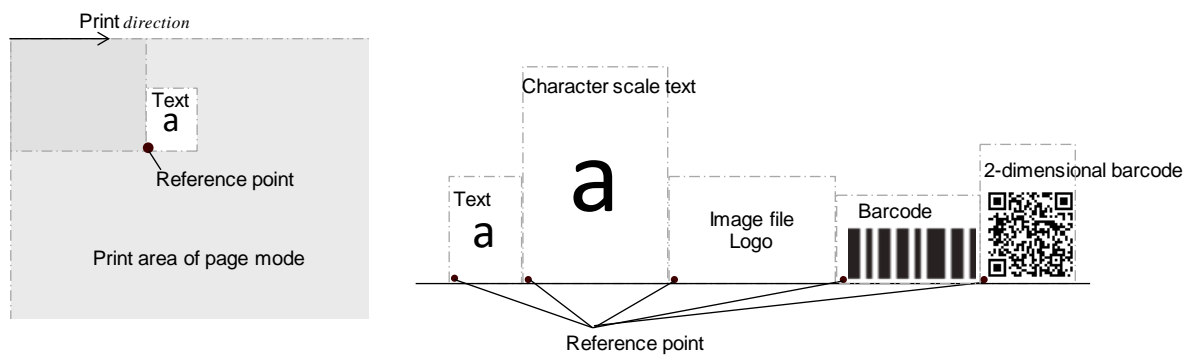 Print direction
Text
a
Reference point
Print area of page mode
Character scale text
a
Text
a
Image file
Logo
Barcode
2-dimensional barcode
Reference point